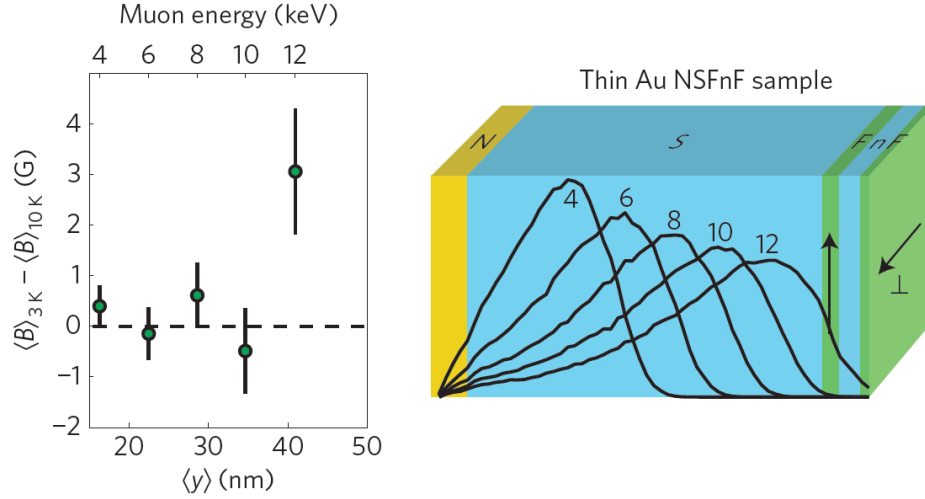 Muon energy (keV)
4 6 8 10 12
4
3
2
1
0
−1
−2
⟨B⟩3 K − ⟨B⟩10 K (G)
20 30 40 50
⟨y⟩ (nm)
Thin Au NSFnF sample
N S F n F
4 6 8 10 12
⊥